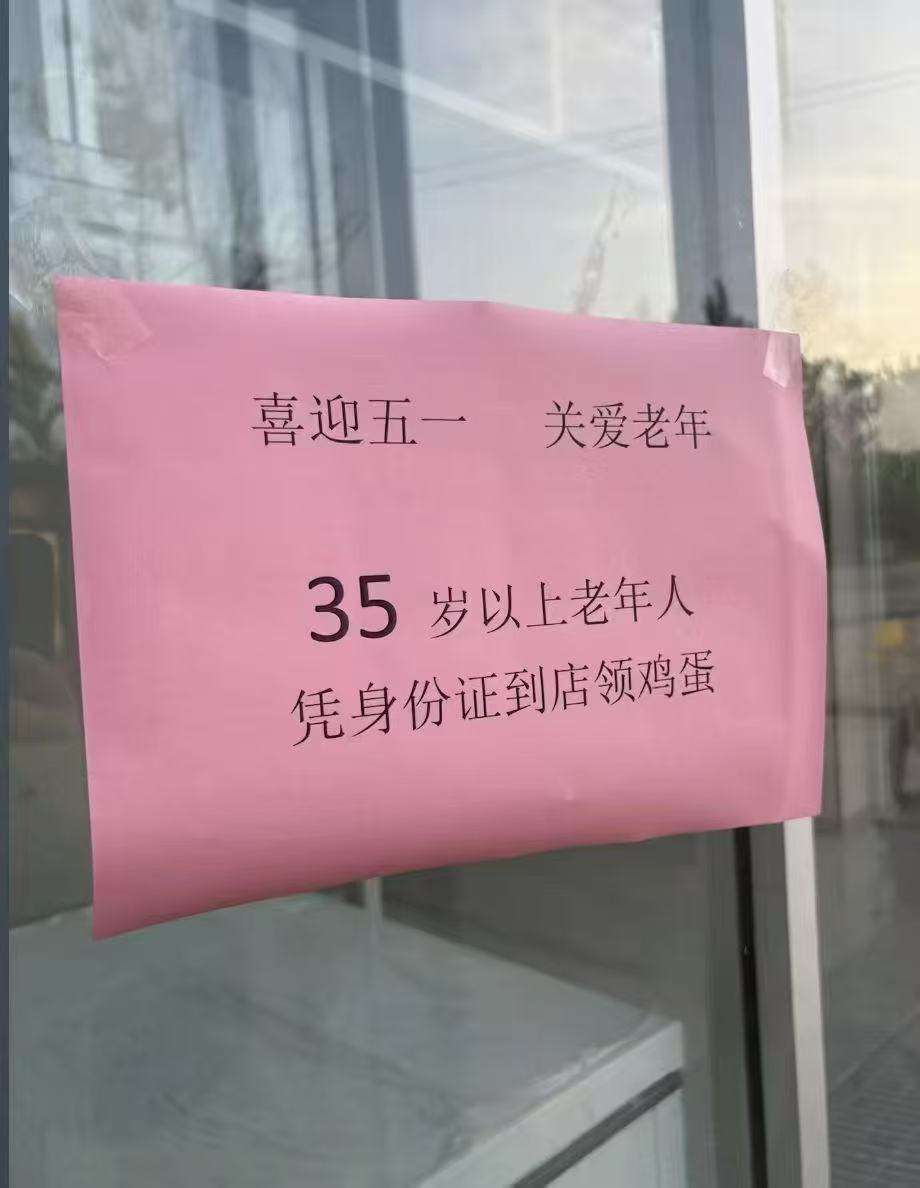 喜迎五一 关爱老年
35 岁以上老年人
凭身份证到店领鸡蛋